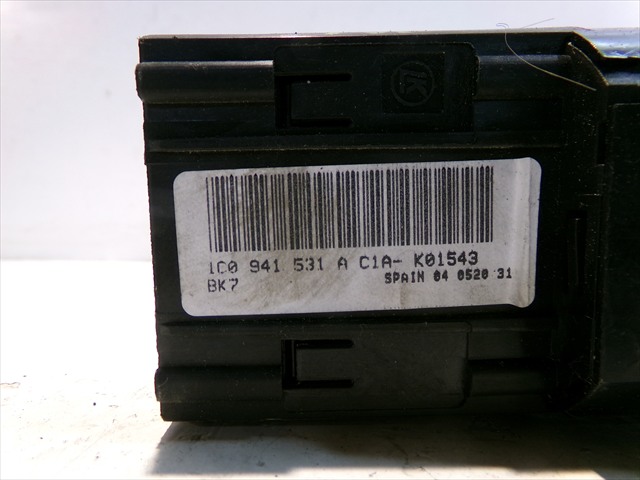 1C0 941 531 A C1A- K01543
BK7 SPAIN 04 0520 31